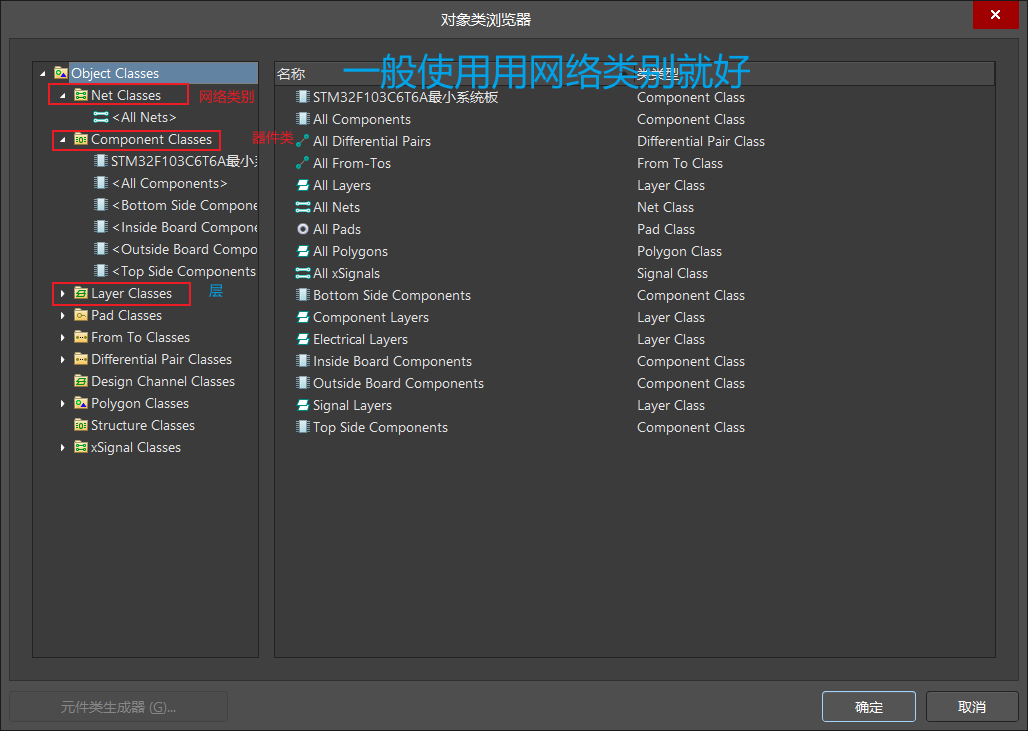 对象类浏览器
一般使用用网络类别就好
Object Classes
Net Classes
网络类别
<All Nets>
Component Classes
器件类
STM32F103C6T6A最小
<All Components>
<Bottom Side Compone
<Inside Board Compone
<Outside Board Compo
<Top Side Components
Layer Classes
层
Pad Classes
From To Classes
Differential Pair Classes
Design Channel Classes
Polygon Classes
Structure Classes
xSignal Classes
名称 类类型
STM32F103C6T6A最小系统板 Component Class
All Components Component Class
All Differential Pairs Differential Pair Class
All From-Tos From To Class
All Layers Layer Class
All Nets Net Class
All Pads Pad Class
All Polygons Polygon Class
All xSignals Signal Class
Bottom Side Components Component Class
Component Layers Layer Class
Electrical Layers Layer Class
Inside Board Components Component Class
Outside Board Components Component Class
Signal Layers Layer Class
Top Side Components Component Class
元件类生成器 (G)... 确定 取消